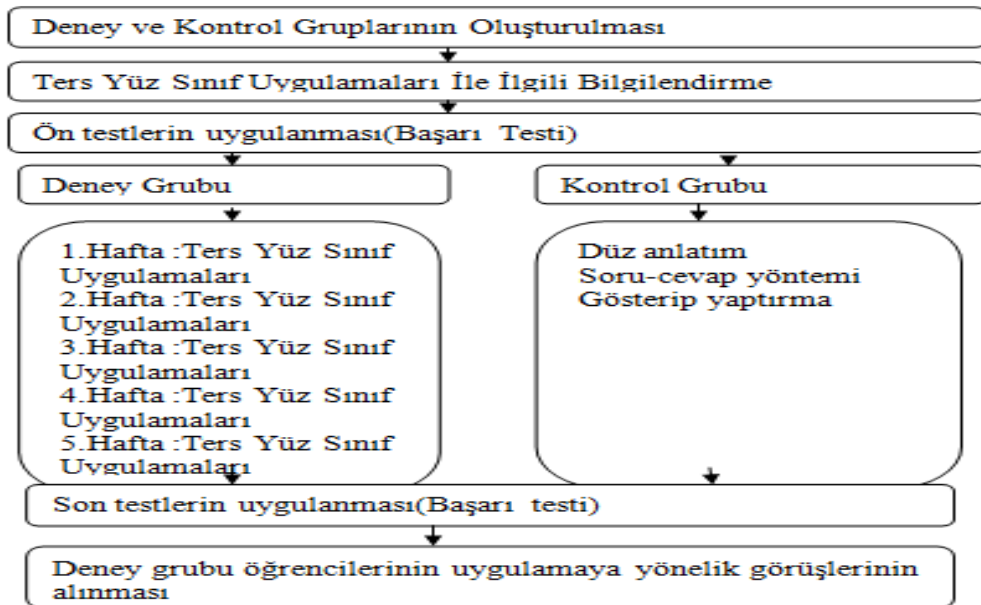 Deney ve Kontrol Gruplarının Oluşturulması
Ters Yüz Sınıf Uygulamaları İle İlgili Bilgilendirme
Ön testlerin uygulanması(Başarı Testi)
Deney Grubu
Kontrol Grubu
1.Hafta :Ters Yüz Sınıf
Uygulamaları
2.Hafta :Ters Yüz Sınıf
Uygulamaları
3.Hafta :Ters Yüz Sınıf
Uygulamaları
4.Hafta :Ters Yüz Sınıf
Uygulamaları
5.Hafta :Ters Yüz Sınıf
Uygulamaları
Düz anlatım
Soru-cevap yöntemi
Gösterip yaptırma
Son testlerin uygulanması(Başarı testi)
Deney grubu öğrencilerinin uygulamaya yönelik görüşlerinin
alınması